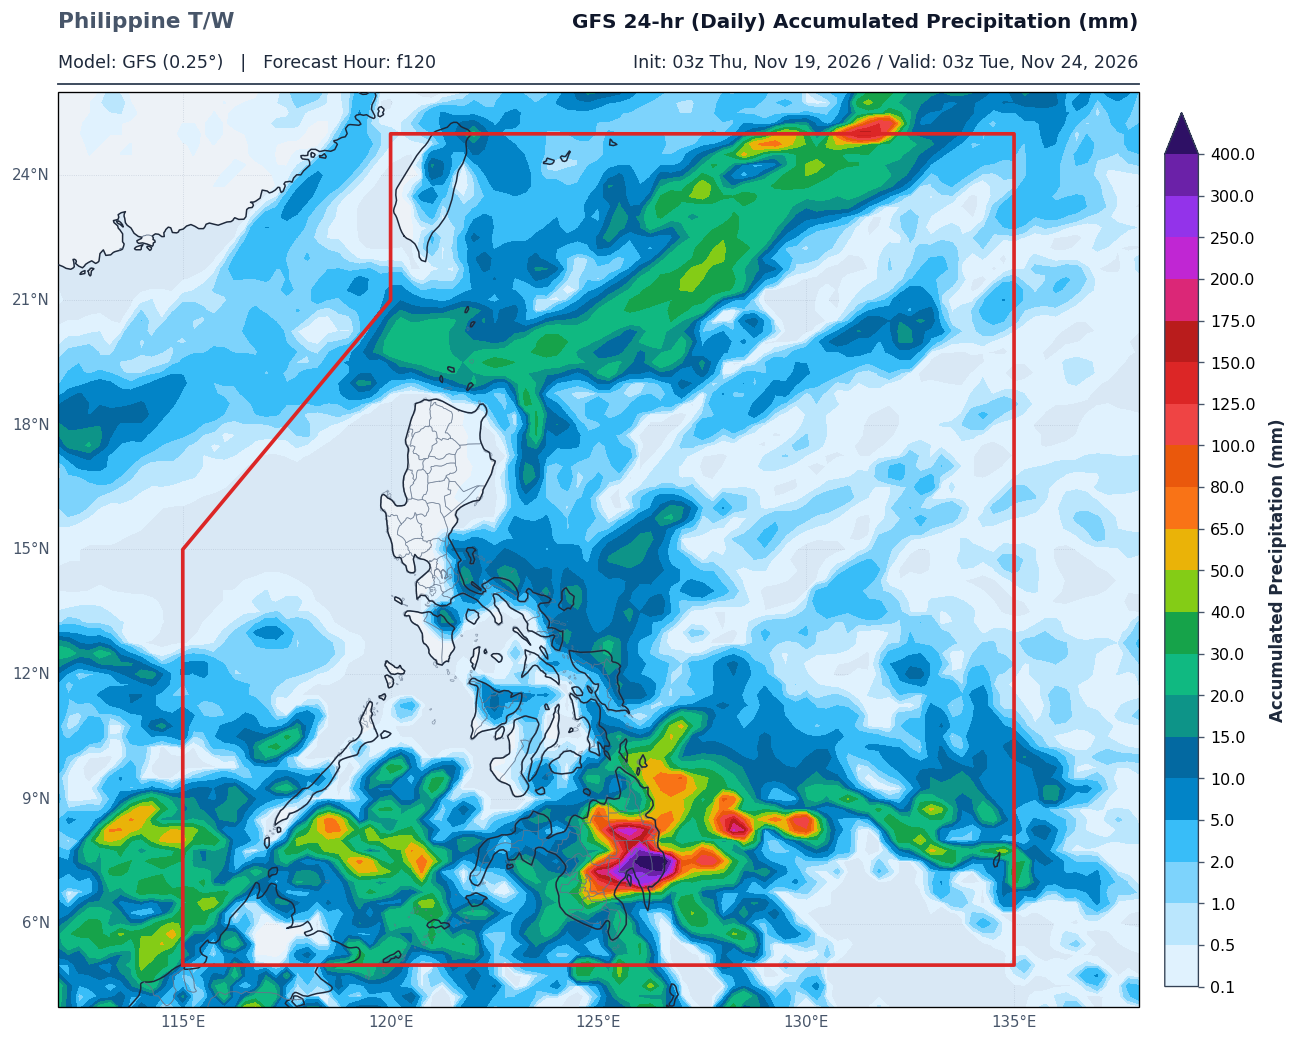 Philippine T/W
GFS 24-hr (Daily) Accumulated Precipitation (mm)
Model: GFS (0.25°) | Forecast Hour: f120
Init: 03z Thu, Nov 19, 2026 / Valid: 03z Tue, Nov 24, 2026
24°N
21°N
18°N
15°N
12°N
9°N
6°N
115°E
120°E
125°E
130°E
135°E
400.0
300.0
250.0
200.0
175.0
150.0
125.0
100.0
80.0
65.0
50.0
40.0
30.0
20.0
15.0
10.0
5.0
2.0
1.0
0.5
0.1
Accumulated Precipitation (mm)